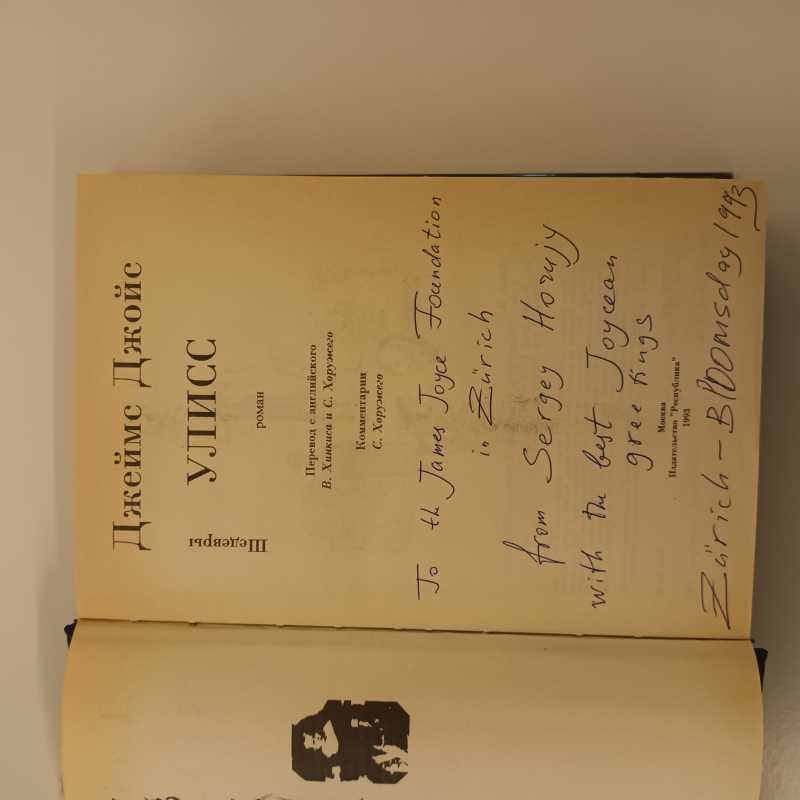 Джеймс Джойс
УЛИСС
роман
Шедевры
Перевод с английского
В. Хинкиса и С. Хоружего
Комментарии
С. Хоружего
To th James Joyce Foundation
in Zürich
from Sergey Horujy
with the best Joycean
greetings
Москва
Издательство "Республика"
1993
Zürich – Bloomsday 1993